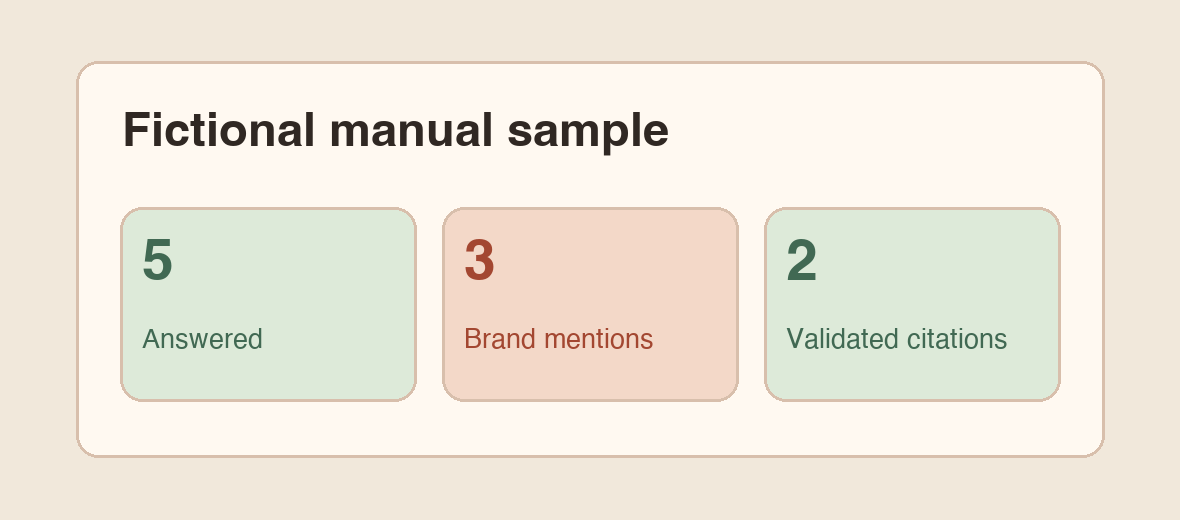 Fictional manual sample
5
Answered
3
Brand mentions
2
Validated citations